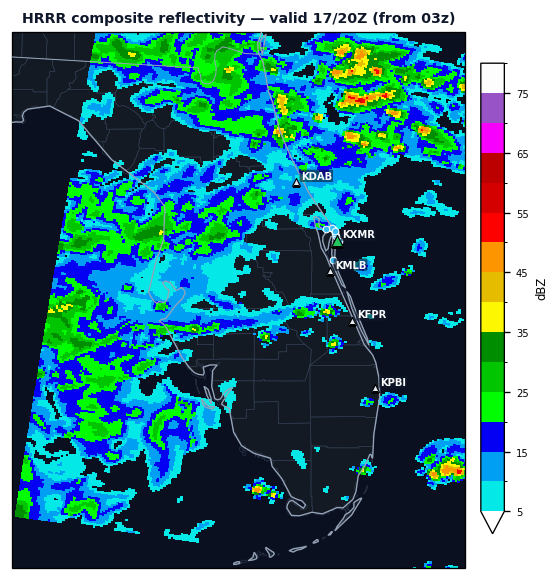 HRRR composite reflectivity — valid 17/20Z (from 03z)
KDAB
KXMR
KMLB
KFPR
KPBI
75
65
55
45
35
25
15
5
dBZ